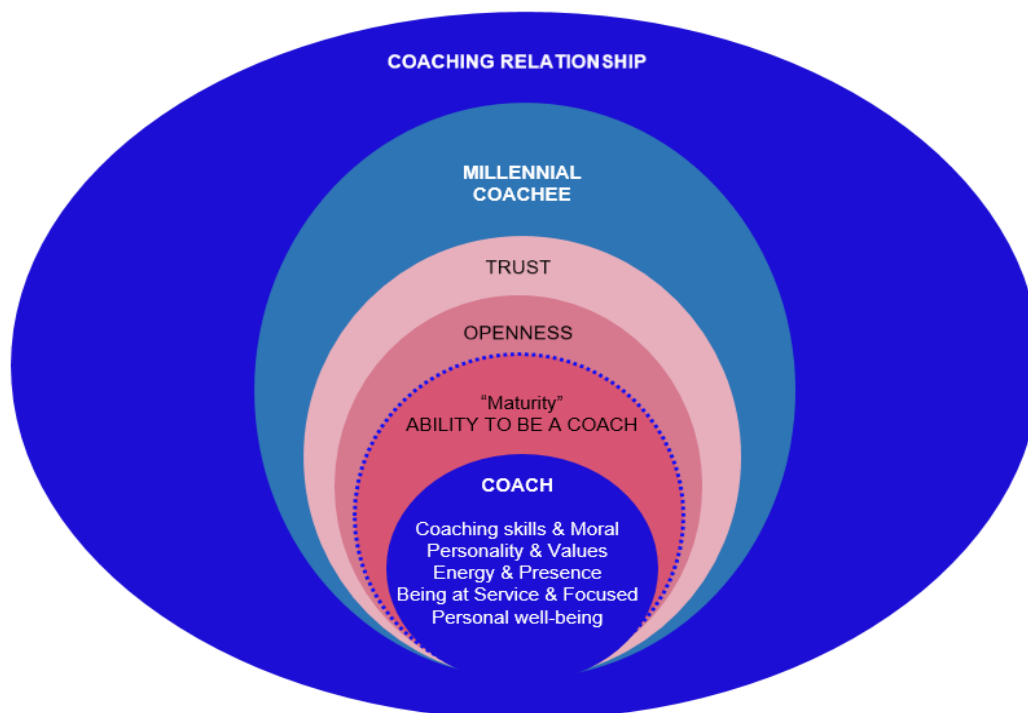 COACHING RELATIONSHIP
MILLENNIAL
COACHEE
TRUST
OPENNESS
“Maturity”
ABILITY TO BE A COACH
COACH
Coaching skills & Moral
Personality & Values
Energy & Presence
Being at Service & Focused
Personal well-being